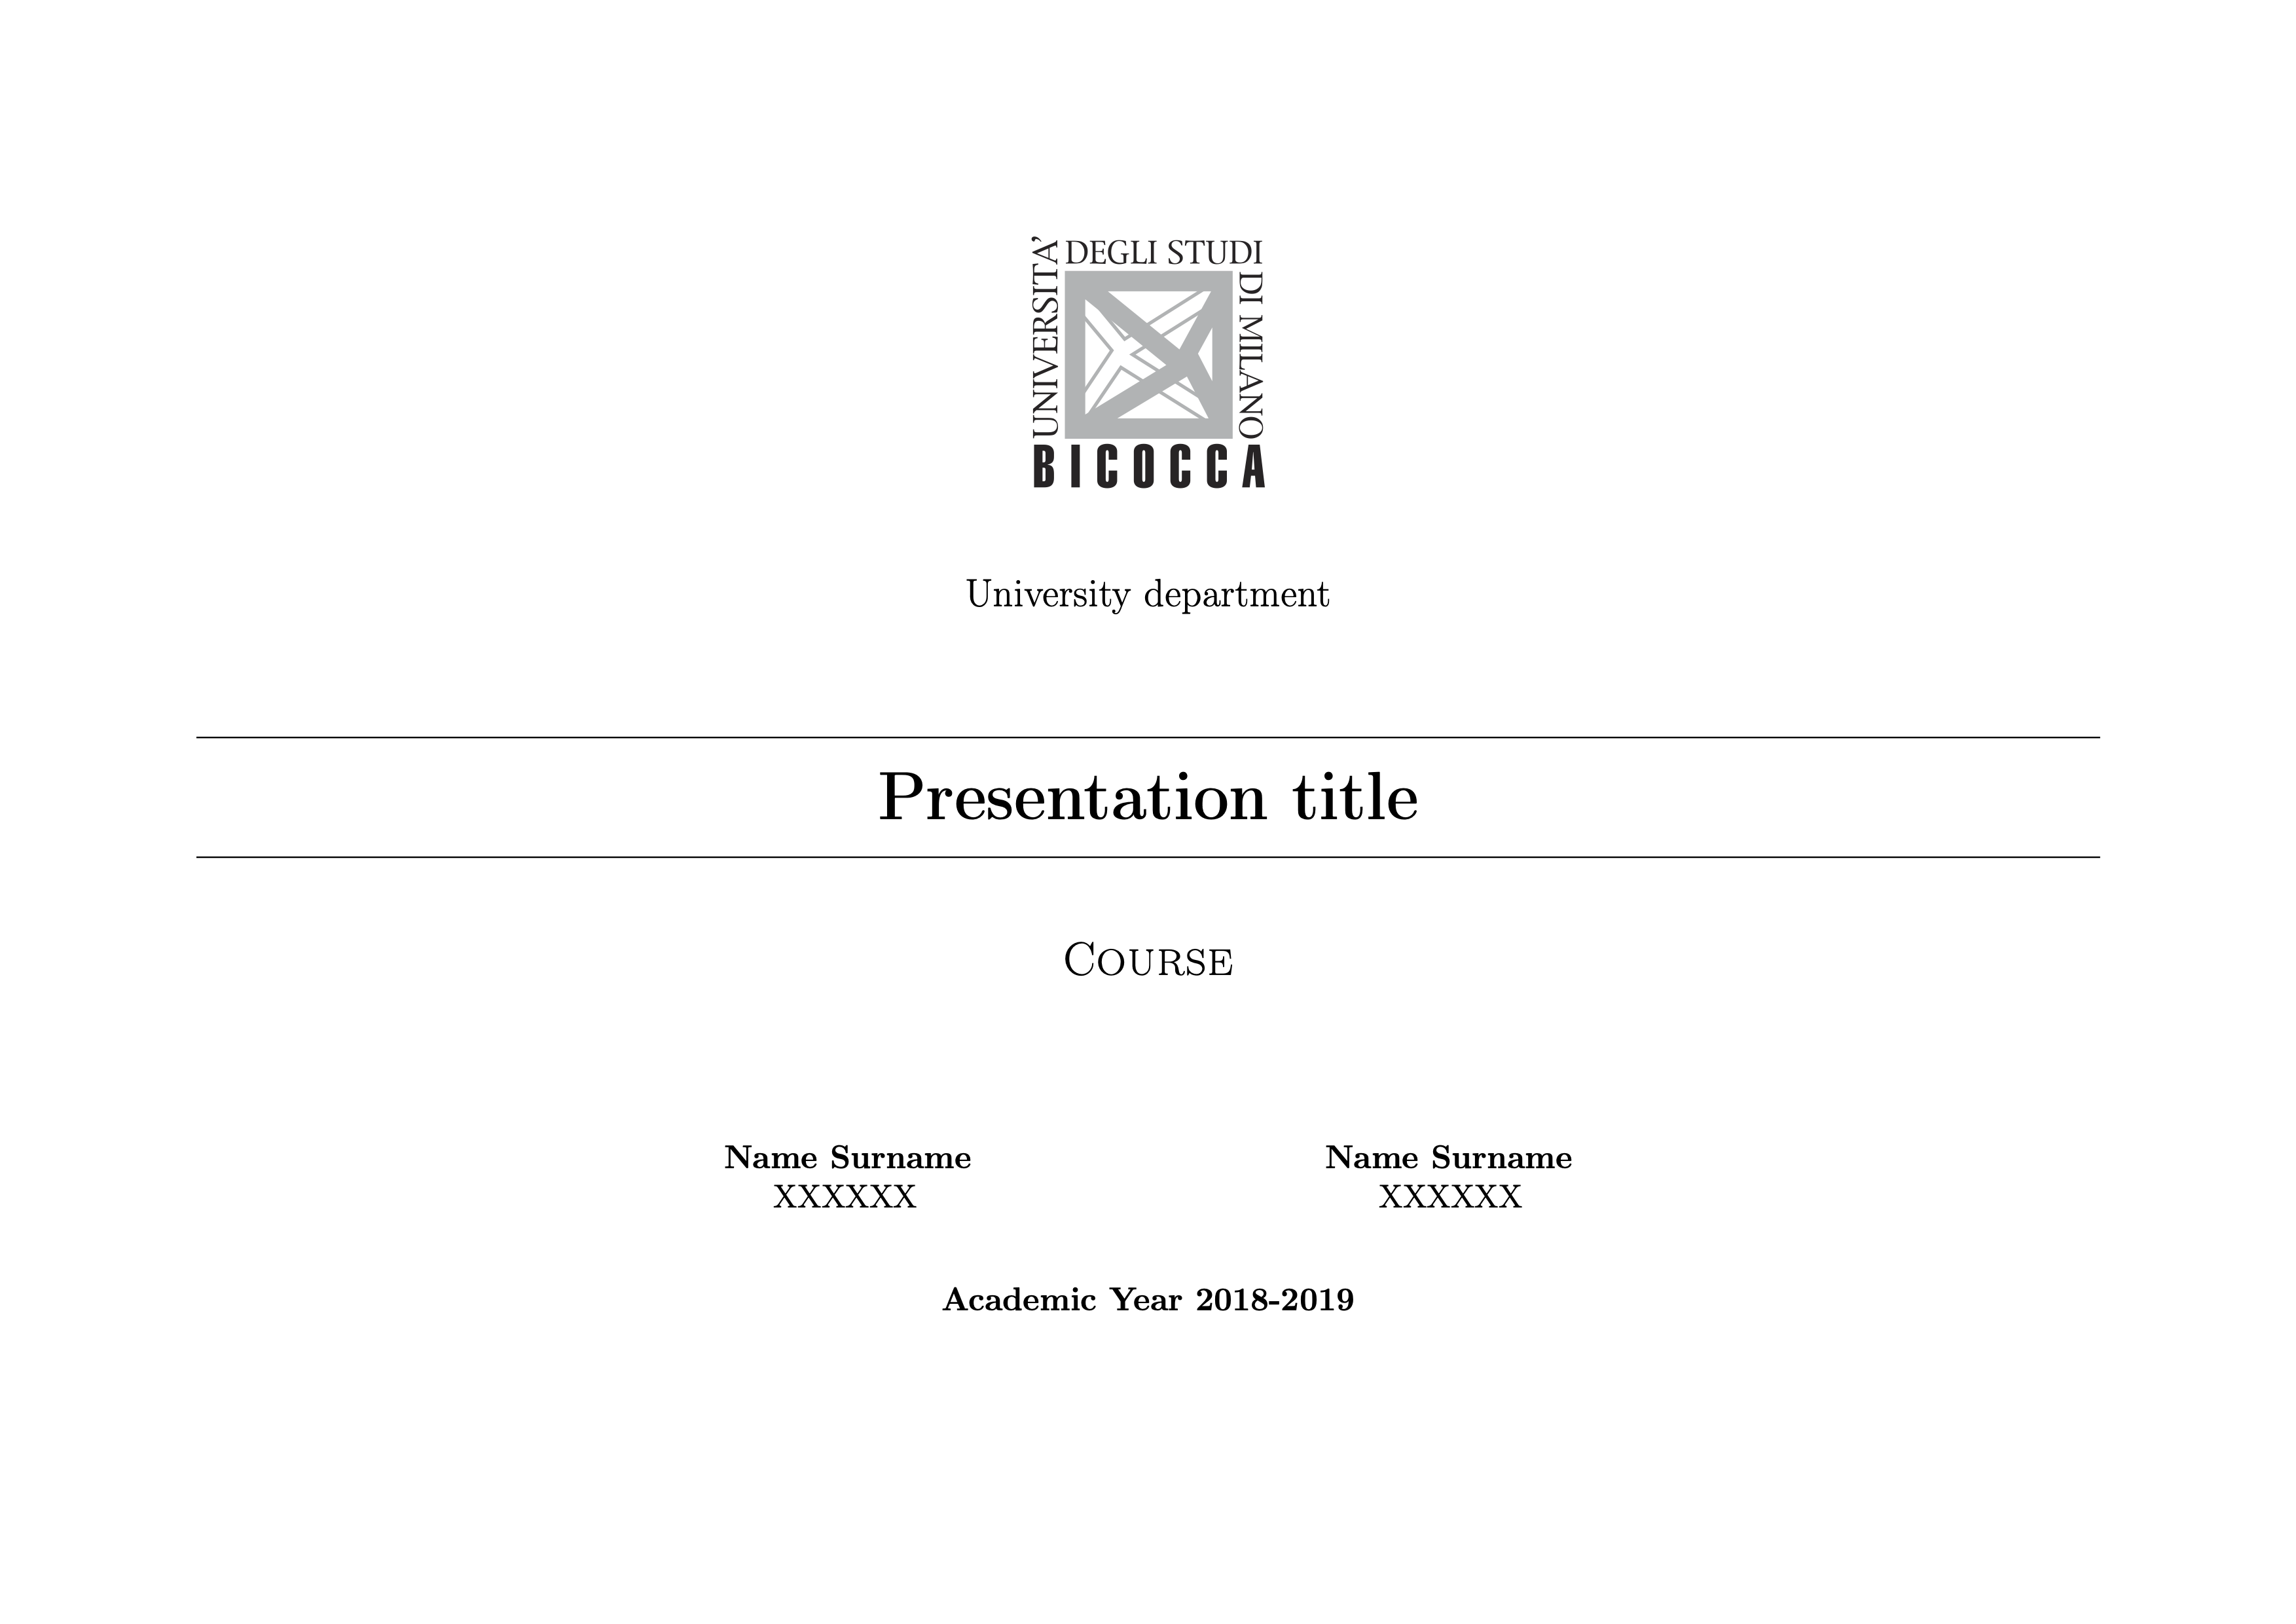 UNIVERSITÀ
DEGLI STUDI
DI MILANO
BICOCCA
University department
Presentation title
COURSE
Name Surname
XXXXXX
Name Surname
XXXXXX
Academic Year 2018-2019